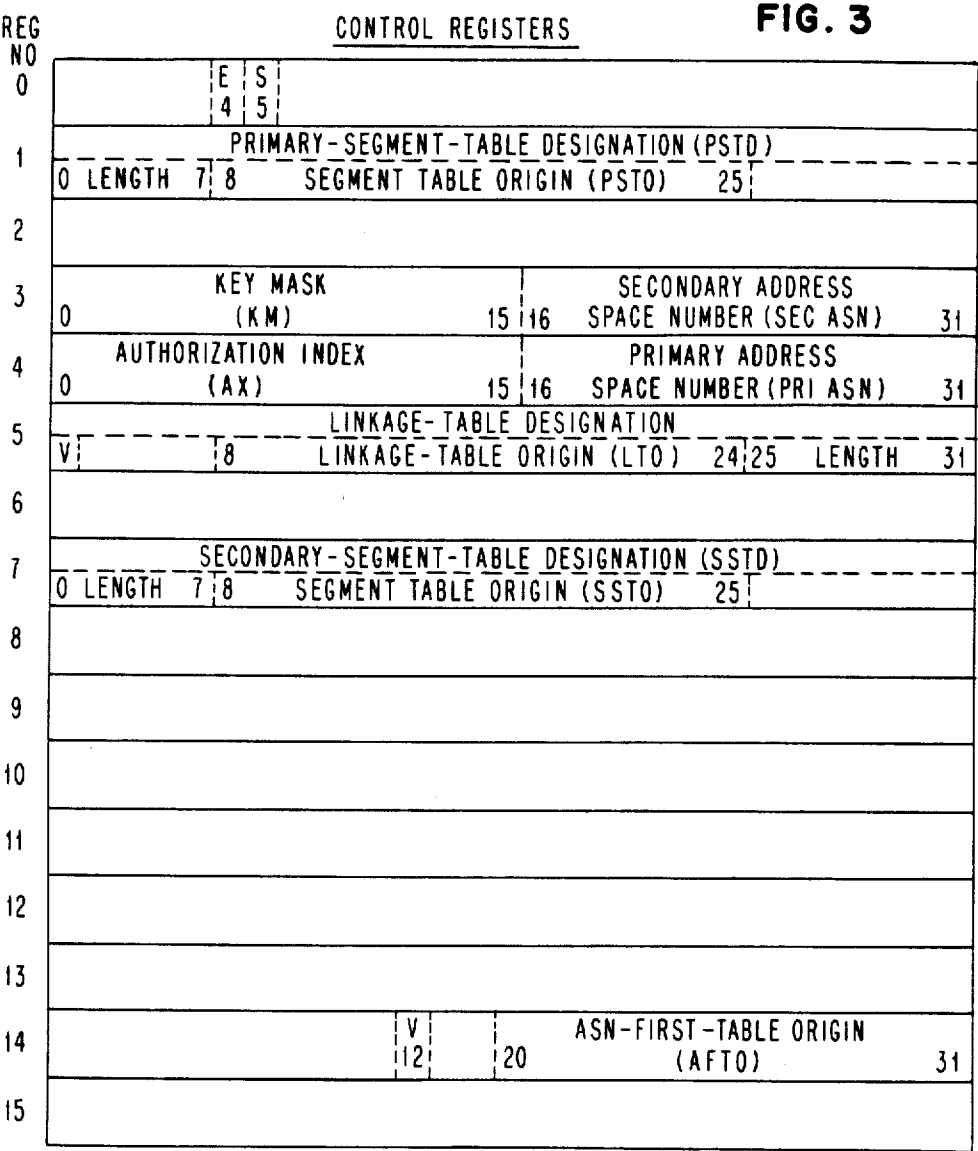 FIG. 3
REG NO
CONTROL REGISTERS
0
E S
4 5
1
PRIMARY-SEGMENT-TABLE DESIGNATION (PSTD)
0 LENGTH 7 8 SEGMENT TABLE ORIGIN (PSTO) 25
2
3
KEY MASK SECONDARY ADDRESS
0 (KM) 15 16 SPACE NUMBER (SEC ASN) 31
4
AUTHORIZATION INDEX PRIMARY ADDRESS
0 (AX) 15 16 SPACE NUMBER (PRI ASN) 31
5
LINKAGE-TABLE DESIGNATION
V 8 LINKAGE-TABLE ORIGIN (LTO) 24 25 LENGTH 31
6
7
SECONDARY-SEGMENT-TABLE DESIGNATION (SSTD)
0 LENGTH 7 8 SEGMENT TABLE ORIGIN (SSTO) 25
8
9
10
11
12
13
14
V ASN-FIRST-TABLE ORIGIN
12 20 (AFTO) 31
15